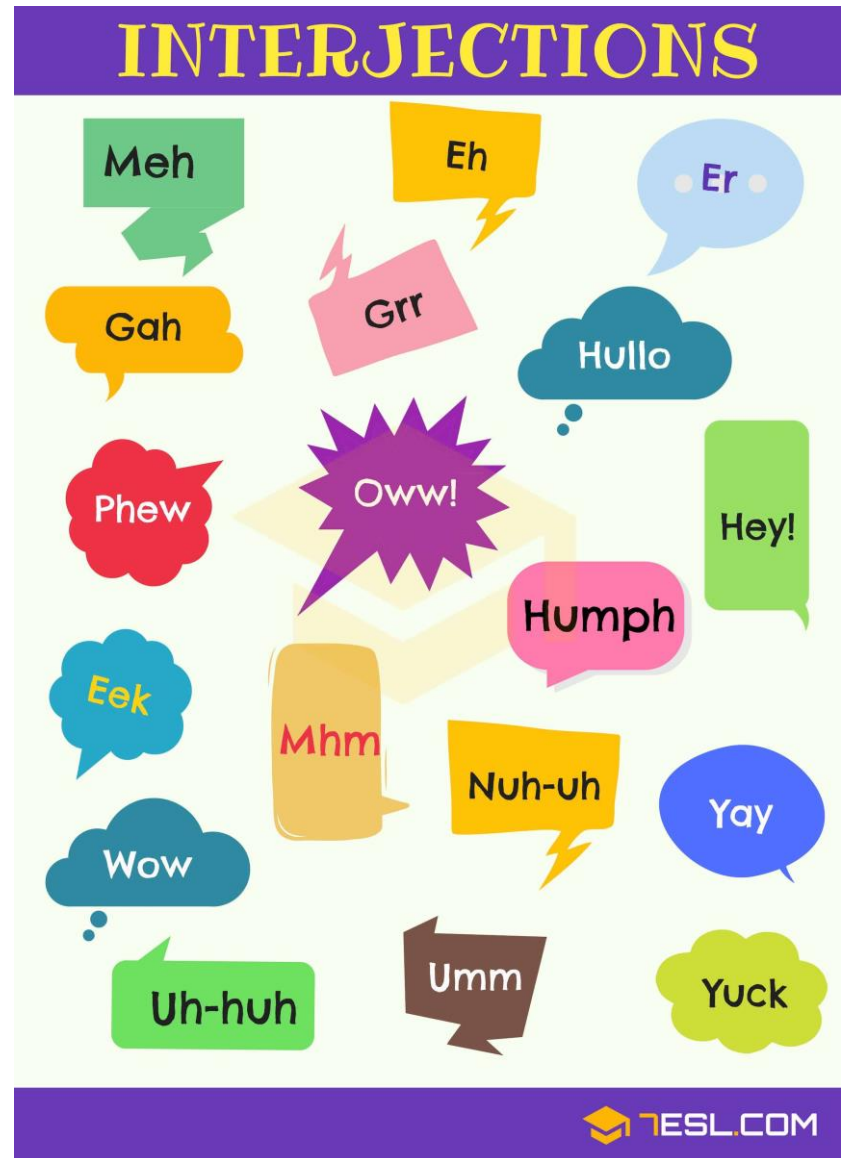 INTERJECTIONS
Meh
Eh
Er
Gah
Grr
Hullo
Phew
Oww!
Hey!
Humph
Eek
Mhm
Nuh-uh
Yay
Wow
Uh-huh
Umm
Yuck
7ESL.COM